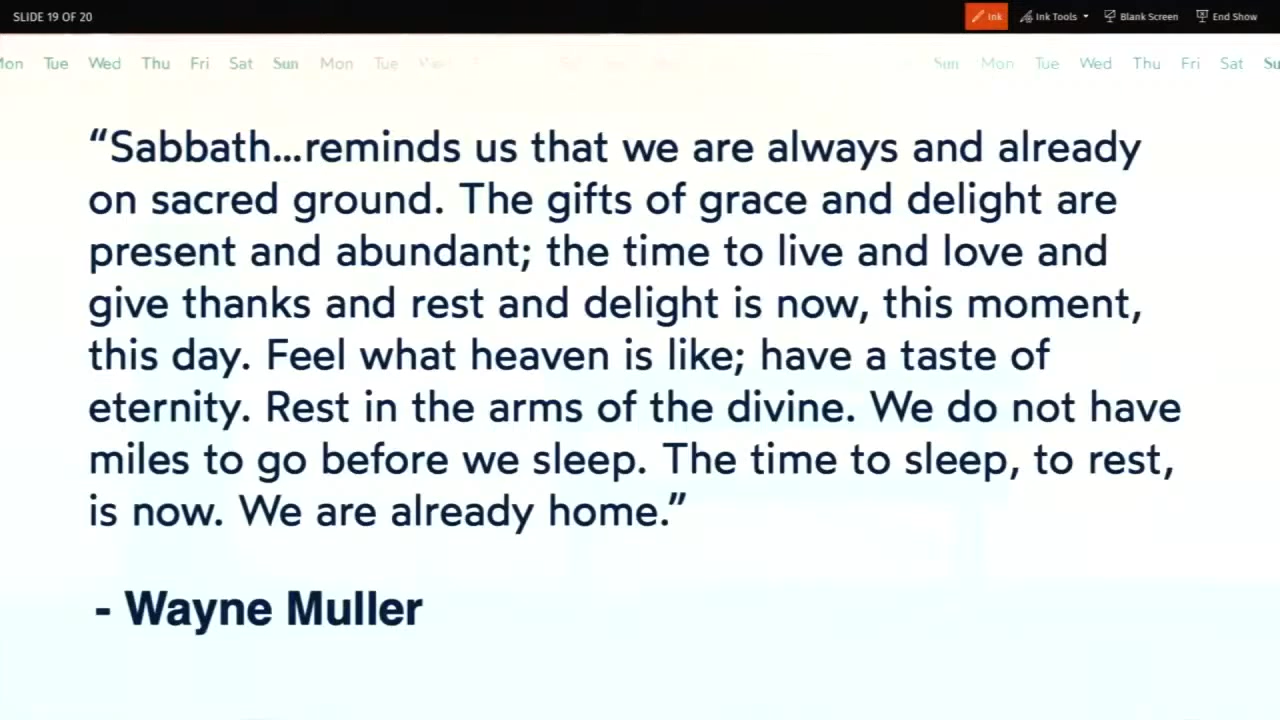 SLIDE 19 OF 20
Ink
Ink Tools
Blank Screen
End Show
Mon Tue Wed Thu Fri Sat Sun Mon Tue Sun Mon Tue Wed Thu Fri Sat Su
“Sabbath...reminds us that we are always and already
on sacred ground. The gifts of grace and delight are
present and abundant; the time to live and love and
give thanks and rest and delight is now, this moment,
this day. Feel what heaven is like; have a taste of
eternity. Rest in the arms of the divine. We do not have
miles to go before we sleep. The time to sleep, to rest,
is now. We are already home.”
- Wayne Muller